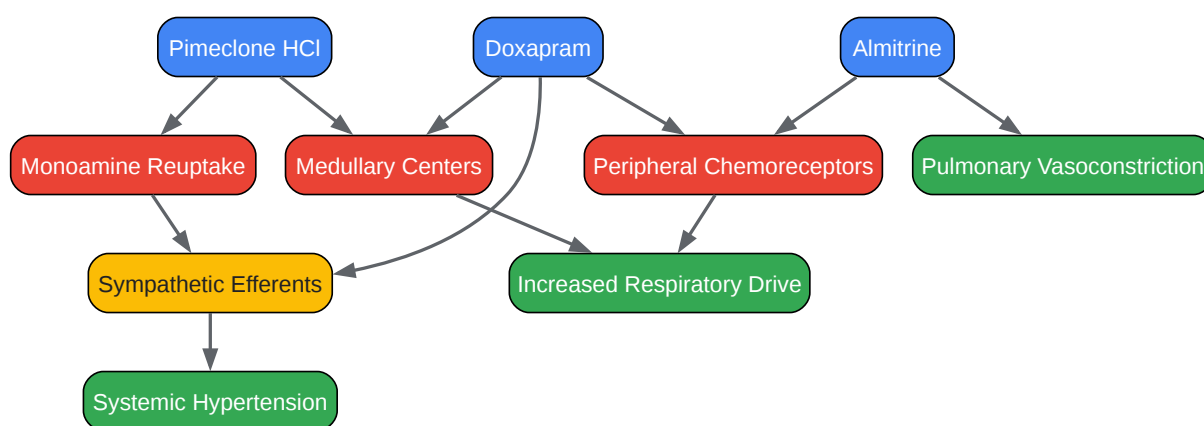 Pimeclone HCl
Doxapram
Almitrine
Monoamine Reuptake
Medullary Centers
Peripheral Chemoreceptors
Pulmonary Vasoconstriction
Sympathetic Efferents
Increased Respiratory Drive
Systemic Hypertension